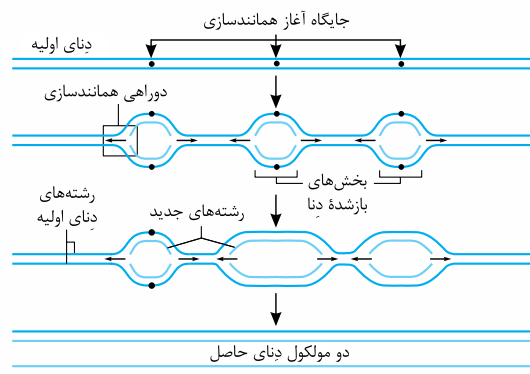 جایگاه آغاز همانندسازی
دِنای اولیه
دوراهی همانندسازی
بخش‌های
بازشدهٔ دِنا
رشته‌های
دِنای اولیه
رشته‌های جدید
دو مولکول دِنای حاصل